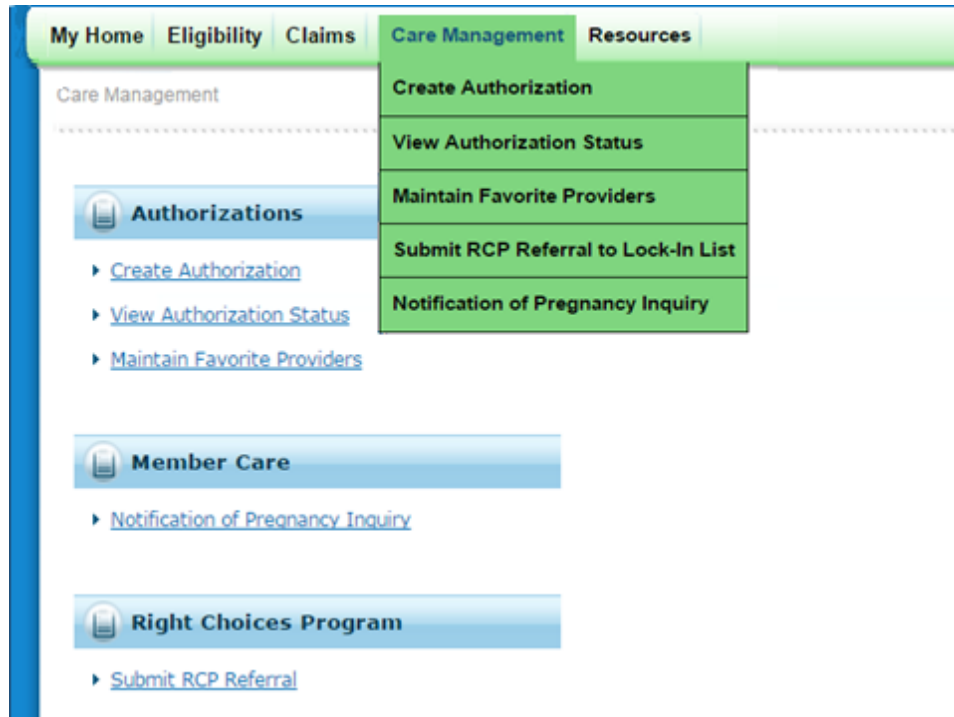 My Home Eligibility Claims Care Management Resources
Care Management
Create Authorization
View Authorization Status
Maintain Favorite Providers
Submit RCP Referral to Lock-In List
Notification of Pregnancy Inquiry
Authorizations
Create Authorization
View Authorization Status
Maintain Favorite Providers
Member Care
Notification of Pregnancy Inquiry
Right Choices Program
Submit RCP Referral